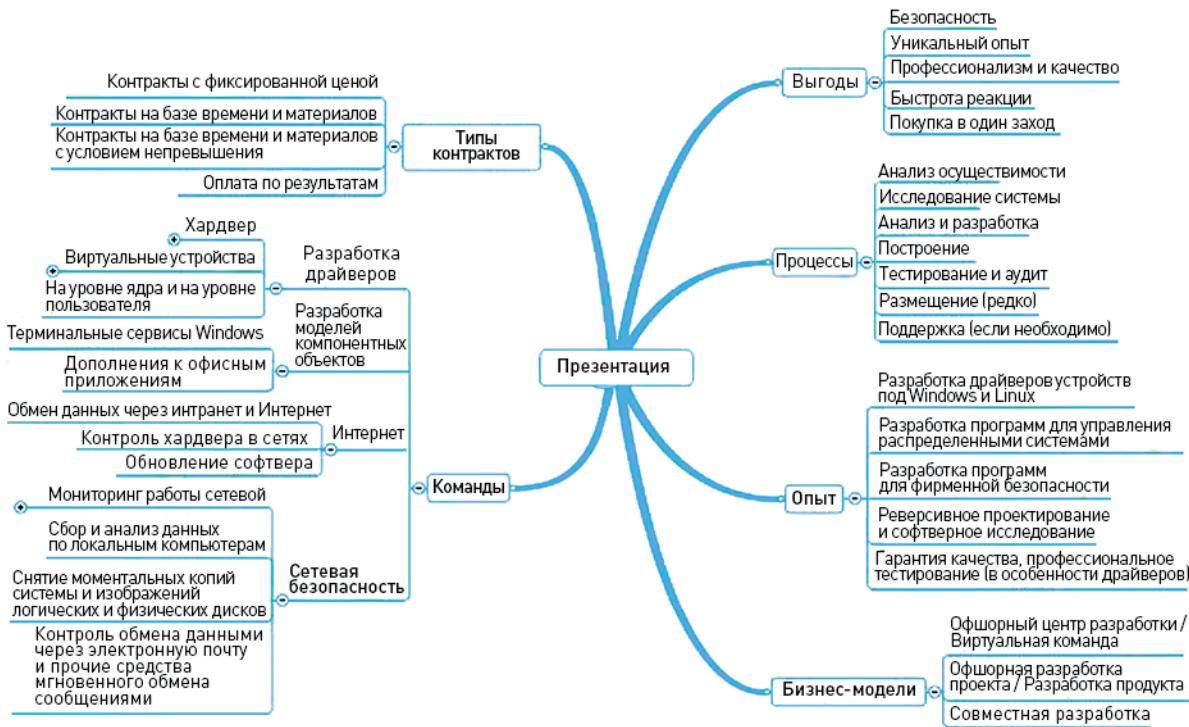 Презентация
Типы
контрактов
Контракты с фиксированной ценой
Контракты на базе времени и материалов
Контракты на базе времени и материалов
с условием непревышения
Оплата по результатам
Команды
Разработка
драйверов
Хардвер
Виртуальные устройства
На уровне ядра и на уровне
пользователя
Разработка
моделей
компонентных
объектов
Терминальные сервисы Windows
Дополнения к офисным
приложениям
Интернет
Обмен данных через интранет и Интернет
Контроль хардвера в сетях
Обновление софтвера
Сетевая
безопасность
Мониторинг работы сетевой
Сбор и анализ данных
по локальным компьютерам
Снятие моментальных копий
системы и изображений
логических и физических дисков
Контроль обмена данными
через электронную почту
и прочие средства
мгновенного обмена
сообщениями
Выгоды
Безопасность
Уникальный опыт
Профессионализм и качество
Быстрота реакции
Покупка в один заход
Процессы
Анализ осуществимости
Исследование системы
Анализ и разработка
Построение
Тестирование и аудит
Размещение (редко)
Поддержка (если необходимо)
Опыт
Разработка драйверов устройств
под Windows и Linux
Разработка программ для управления
распределенными системами
Разработка программ
для фирменной безопасности
Реверсивное проектирование
и софтверное исследование
Гарантия качества, профессиональное
тестирование (в особенности драйверов)
Бизнес-модели
Офшорный центр разработки /
Виртуальная команда
Офшорная разработка
проекта / Разработка продукта
Совместная разработка